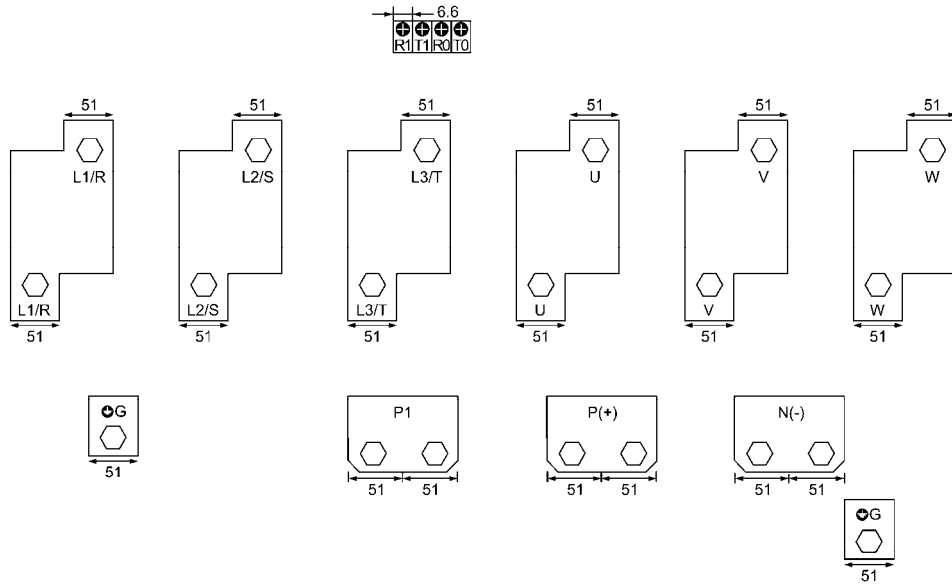 6.6
R1 T1 R0 T0
51 51 51 51 51 51
L1/R L2/S L3/T U V W
L1/R L2/S L3/T U V W
51 51 51 51 51 51
G P1 P(+) N(-)
51 51 51 51 51 51 51
G
51